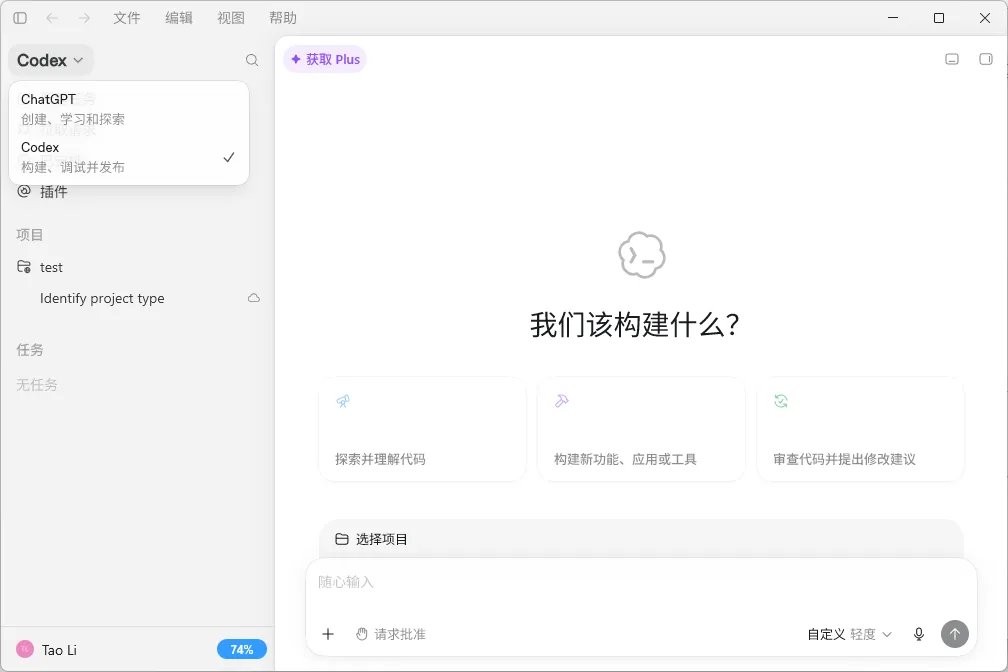 文件 编辑 视图 帮助
Codex
获取 Plus
ChatGPT
创建、学习和探索
Codex
构建、调试并发布
插件
项目
test
Identify project type
任务
无任务
我们该构建什么？
探索并理解代码
构建新功能、应用或工具
审查代码并提出修改建议
选择项目
随心输入
请求批准
自定义 轻度
Tao Li
74%